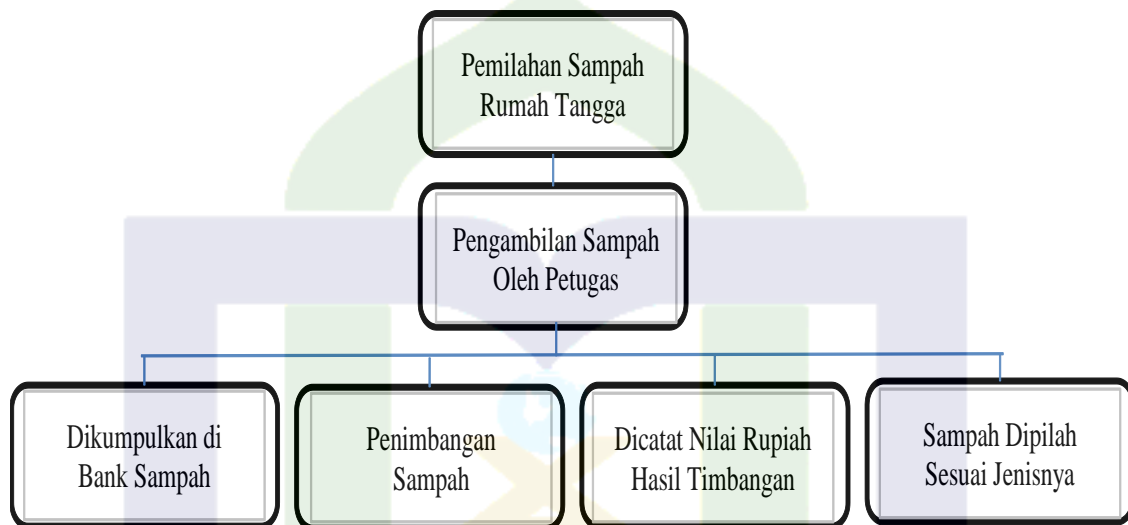 Pemilahan Sampah
Rumah Tangga
Pengambilan Sampah
Oleh Petugas
Dikumpulkan di
Bank Sampah
Penimbangan
Sampah
Dicatat Nilai Rupiah
Hasil Timbangan
Sampah Dipilah
Sesuai Jenisnya